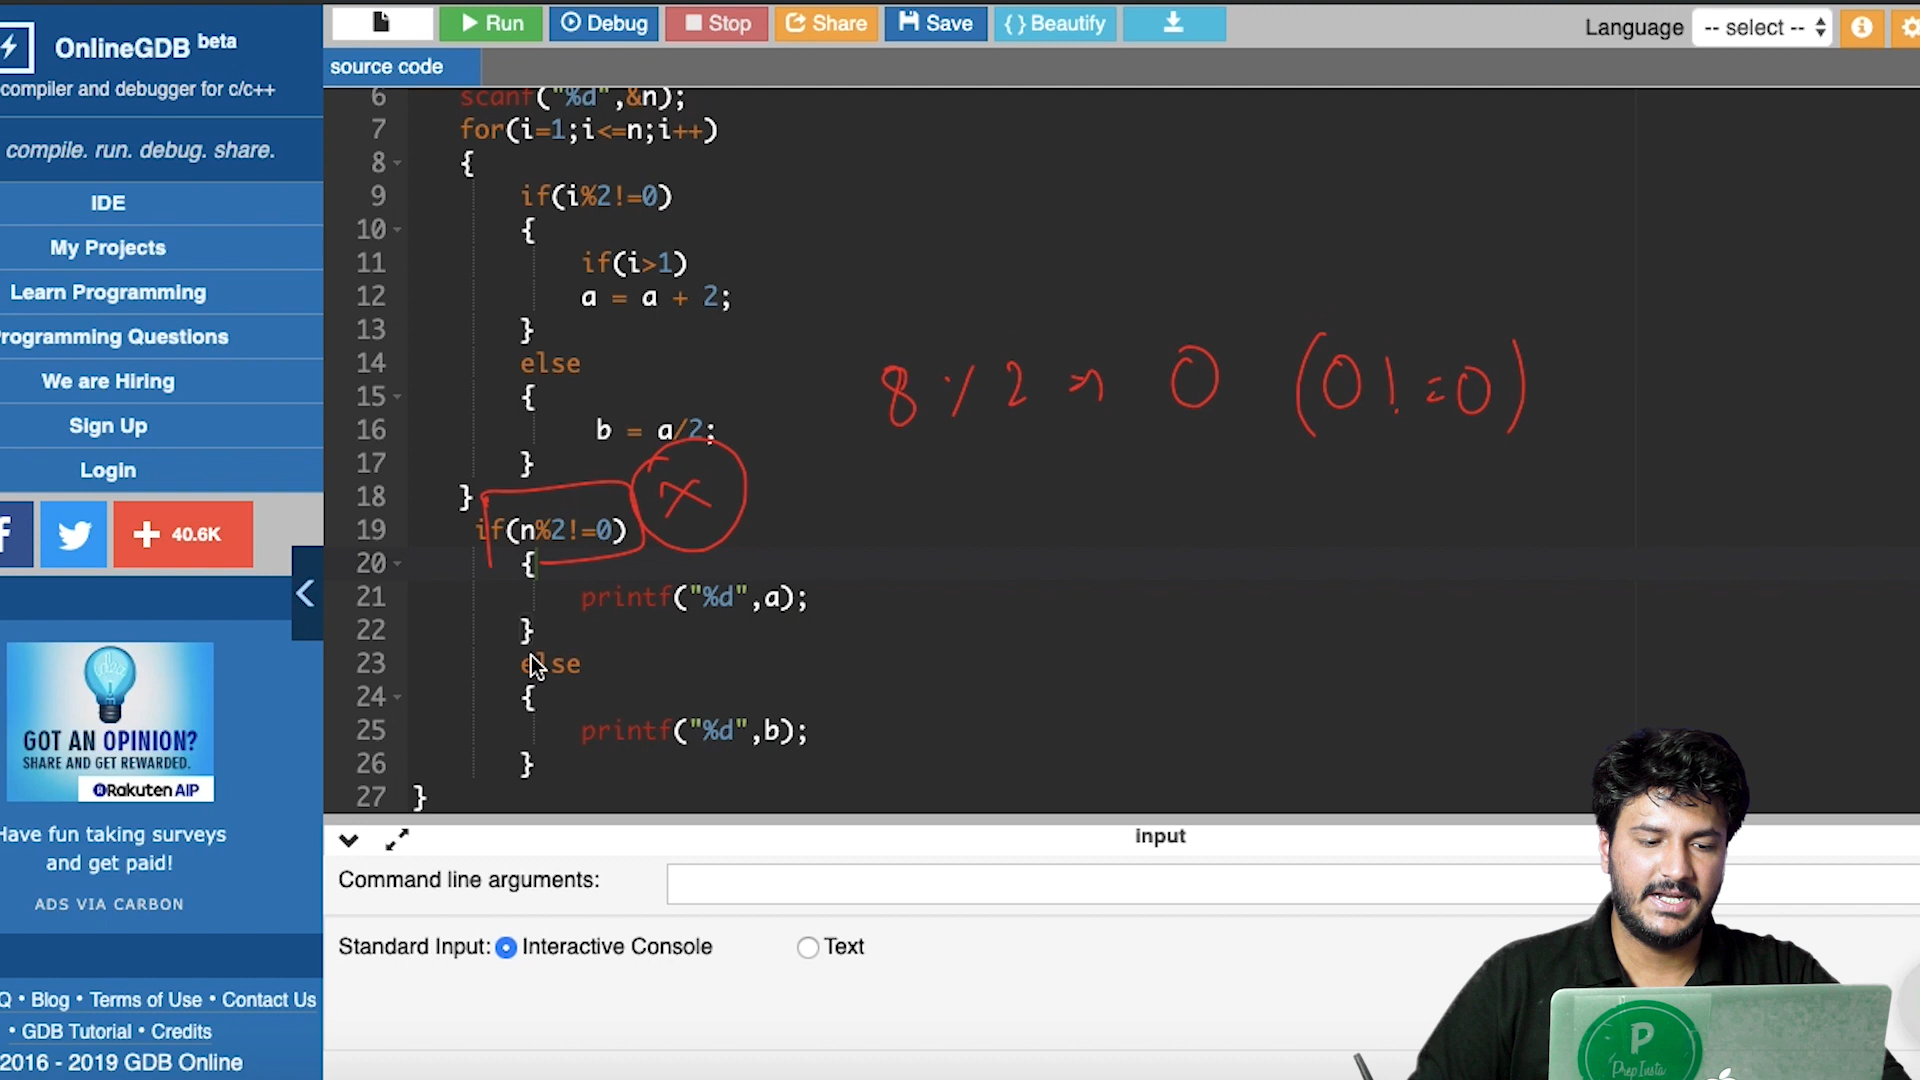 Run
Debug
Stop
Share
Save
{ } Beautify
Language
-- select --
OnlineGDB beta
compiler and debugger for c/c++
compile. run. debug. share.
IDE
My Projects
Learn Programming
rogramming Questions
We are Hiring
Sign Up
Login
f
+ 40.6K
GOT AN OPINION?
SHARE AND GET REWARDED.
Rakuten AIP
Have fun taking surveys
and get paid!
ADS VIA CARBON
Q • Blog • Terms of Use • Contact Us
• GDB Tutorial • Credits
2016 - 2019 GDB Online
source code
6 scanf("%d",&n);
7 for(i=1;i<=n;i++)
8 {
9 if(i%2!=0)
10 {
11 if(i>1)
12 a = a + 2;
13 }
14 else
15 {
16 b = a/2;
17 }
18 }
19 if(n%2!=0)
20 {
21 printf("%d",a);
22 }
23 else
24 {
25 printf("%d",b);
26 }
27 }
8 % 2 0 (0!=0)
X
input
Command line arguments:
Standard Input: Interactive Console Text
P
PrepInsta